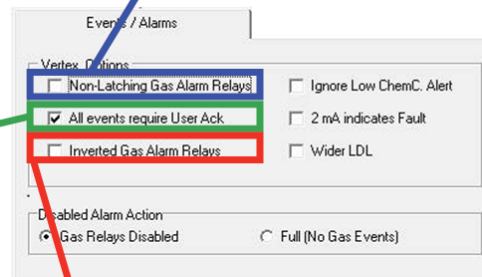 Events / Alarms
Vertex Options
Non-Latching Gas Alarm Relays
Ignore Low ChemC. Alert
All events require User Ack
2 mA indicates Fault
Inverted Gas Alarm Relays
Wider LDL
Disabled Alarm Action
Gas Relays Disabled
Full (No Gas Events)